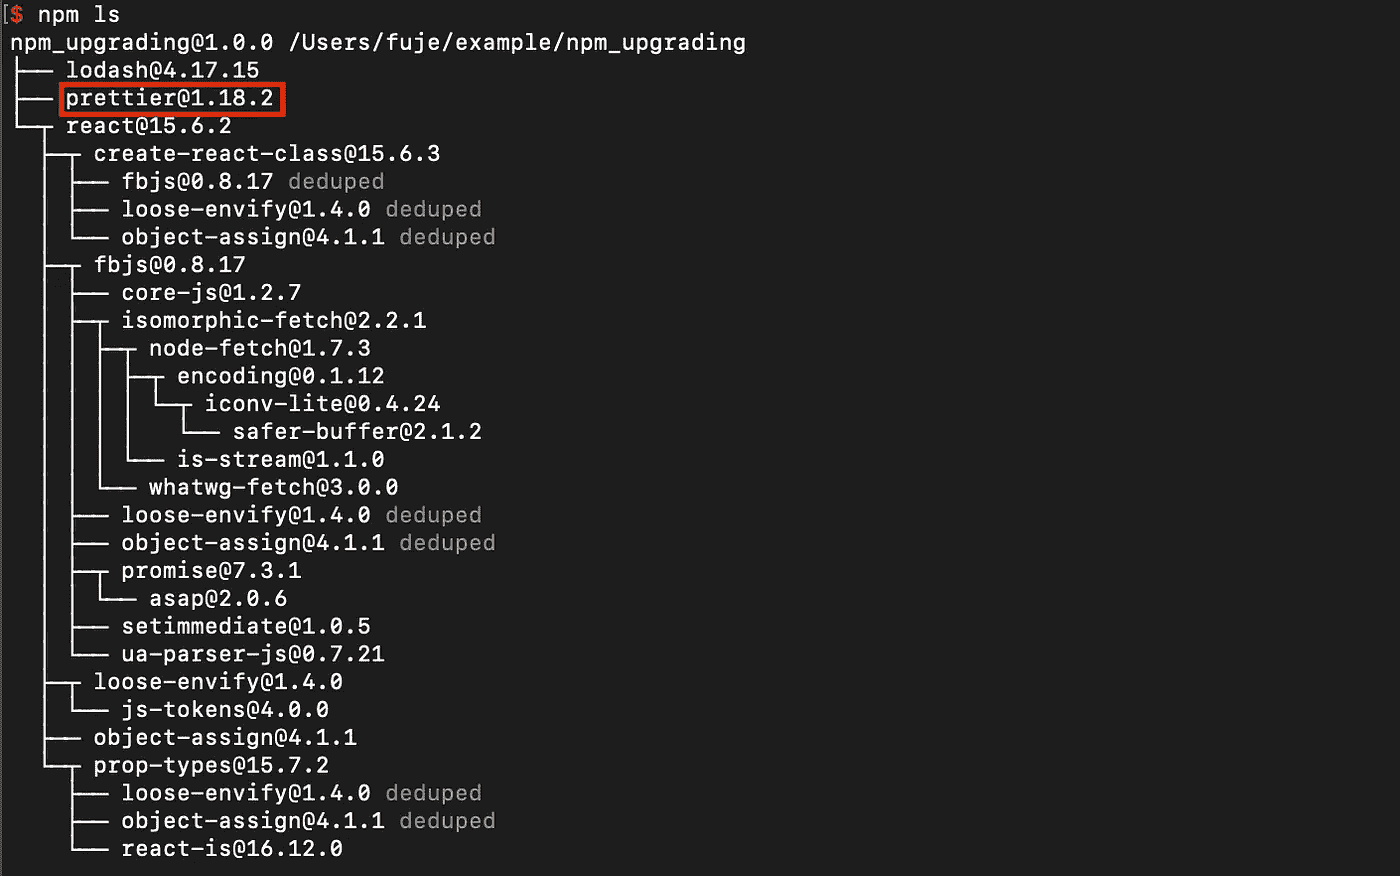 [$ npm ls
npm_upgrading@1.0.0 /Users/fuje/example/npm_upgrading
├── lodash@4.17.15
├── prettier@1.18.2
└─┬ react@15.6.2
  ├─┬ create-react-class@15.6.3
  │ ├── fbjs@0.8.17 deduped
  │ ├── loose-envify@1.4.0 deduped
  │ └── object-assign@4.1.1 deduped
  ├─┬ fbjs@0.8.17
  │ ├── core-js@1.2.7
  │ ├─┬ isomorphic-fetch@2.2.1
  │ │ ├─┬ node-fetch@1.7.3
  │ │ │ ├─┬ encoding@0.1.12
  │ │ │ │ └─┬ iconv-lite@0.4.24
  │ │ │ │   └── safer-buffer@2.1.2
  │ │ │ └── is-stream@1.1.0
  │ │ └── whatwg-fetch@3.0.0
  │ ├── loose-envify@1.4.0 deduped
  │ ├── object-assign@4.1.1 deduped
  │ ├─┬ promise@7.3.1
  │ │ └── asap@2.0.6
  │ ├── setimmediate@1.0.5
  │ └── ua-parser-js@0.7.21
  ├─┬ loose-envify@1.4.0
  │ └── js-tokens@4.0.0
  ├── object-assign@4.1.1
  └─┬ prop-types@15.7.2
    ├── loose-envify@1.4.0 deduped
    ├── object-assign@4.1.1 deduped
    └── react-is@16.12.0